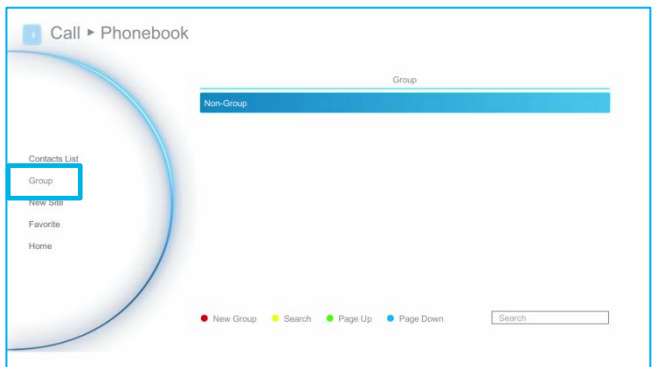 Call ▸ Phonebook
Group
Non-Group
Contacts List
Group
New Site
Favorite
Home
New Group Search Page Up Page Down Search